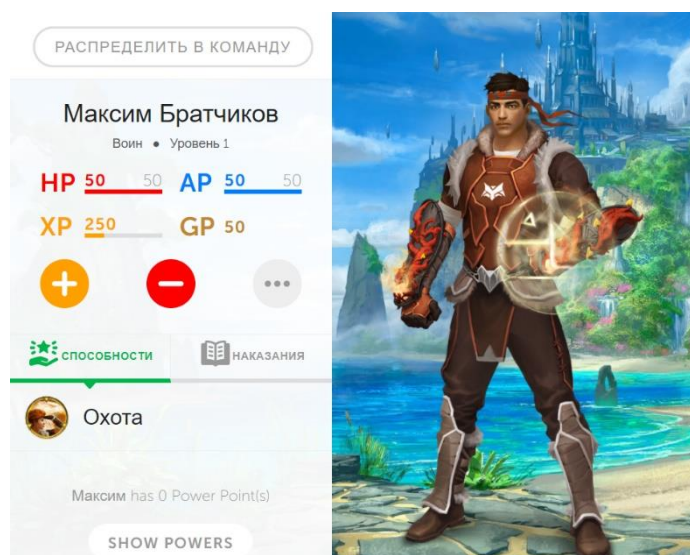 РАСПРЕДЕЛИТЬ В КОМАНДУ
Максим Братчиков
Воин • Уровень 1
HP 50 50 AP 50 50
XP 250 GP 50
СПОСОБНОСТИ НАКАЗАНИЯ
Охота
Максим has 0 Power Point(s)
SHOW POWERS